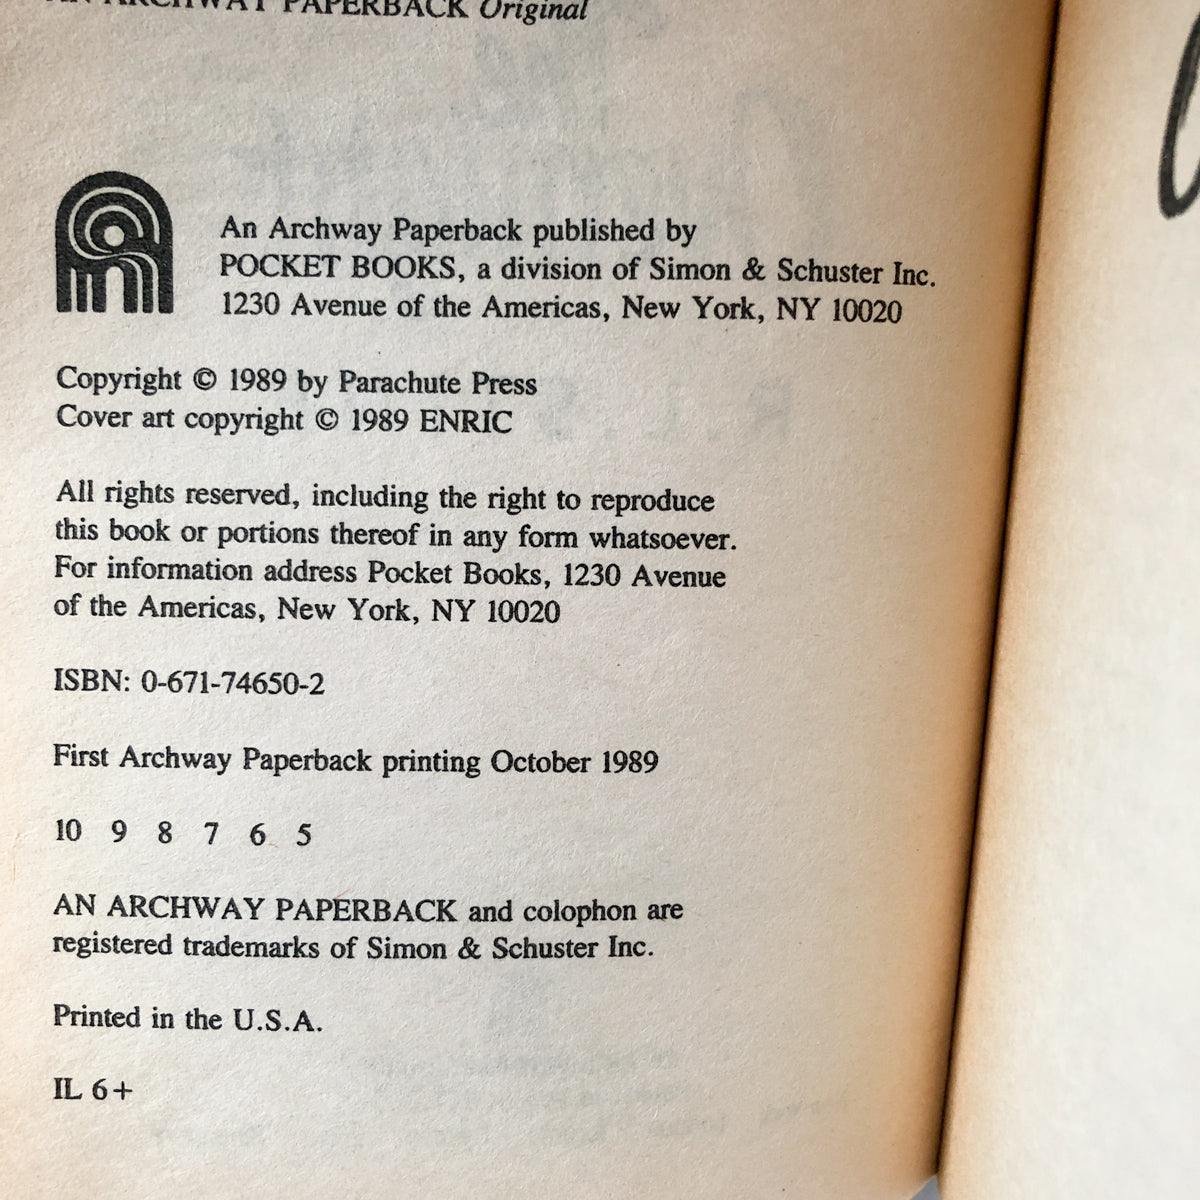 AN ARCHWAY PAPERBACK Original
An Archway Paperback published by
POCKET BOOKS, a division of Simon & Schuster Inc.
1230 Avenue of the Americas, New York, NY 10020
Copyright © 1989 by Parachute Press
Cover art copyright © 1989 ENRIC
All rights reserved, including the right to reproduce
this book or portions thereof in any form whatsoever.
For information address Pocket Books, 1230 Avenue
of the Americas, New York, NY 10020
ISBN: 0-671-74650-2
First Archway Paperback printing October 1989
10 9 8 7 6 5
AN ARCHWAY PAPERBACK and colophon are
registered trademarks of Simon & Schuster Inc.
Printed in the U.S.A.
IL 6+